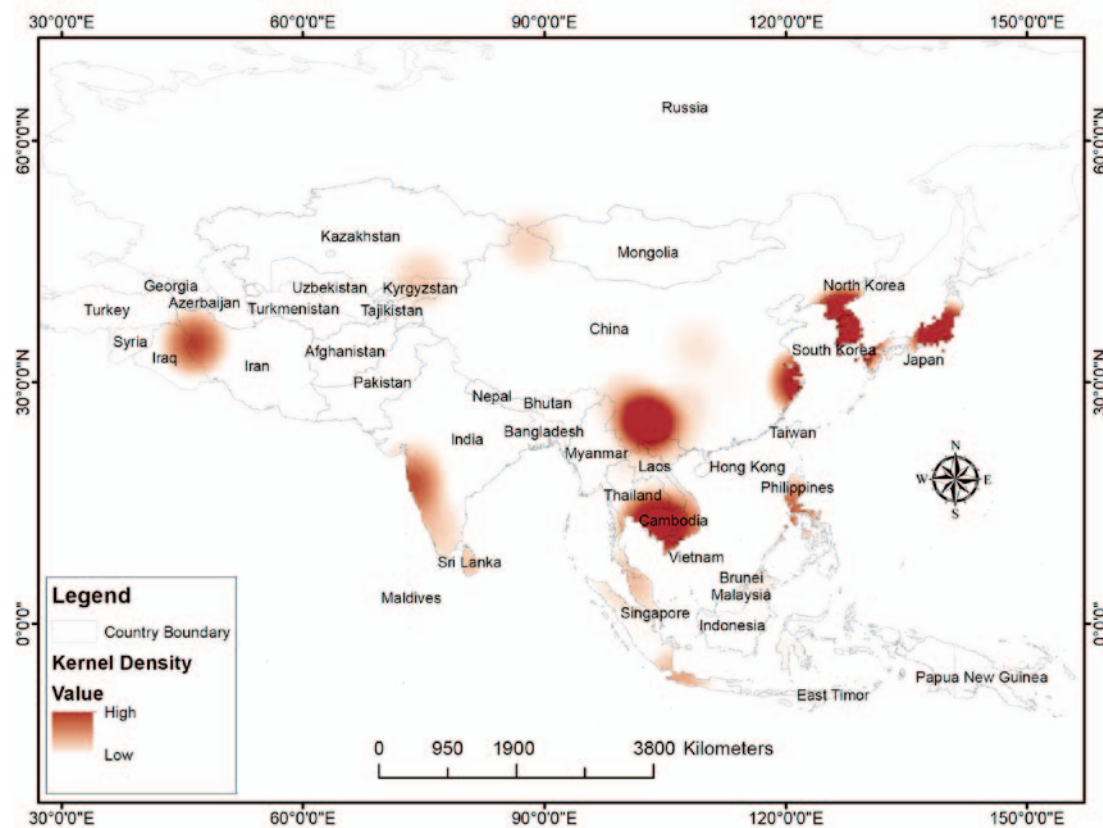 30°0'0"E 60°0'0"E 90°0'0"E 120°0'0"E 150°0'0"E
60°0'0"N 60°0'0"N
Russia
Kazakhstan
Mongolia
Georgia
Uzbekistan Kyrgyzstan
North Korea
Azerbaijan
Turkey
Turkmenistan Tajikistan
China
Syria
Afghanistan
South Korea
Japan
Iraq
Iran
30°0'0"N 30°0'0"N
Pakistan
Nepal
Bhutan
India
Bangladesh
Taiwan
Myanmar
Laos
Hong Kong
N
W E
S
Thailand
Philippines
Cambodia
Vietnam
Sri Lanka
Brunei
Malaysia
Maldives
Singapore
Indonesia
0°0'0" 0°0'0"
Papua New Guinea
East Timor
Legend
Country Boundary
Kernel Density
Value
High
Low
0 950 1900 3800 Kilometers
30°0'0"E 60°0'0"E 90°0'0"E 120°0'0"E 150°0'0"E